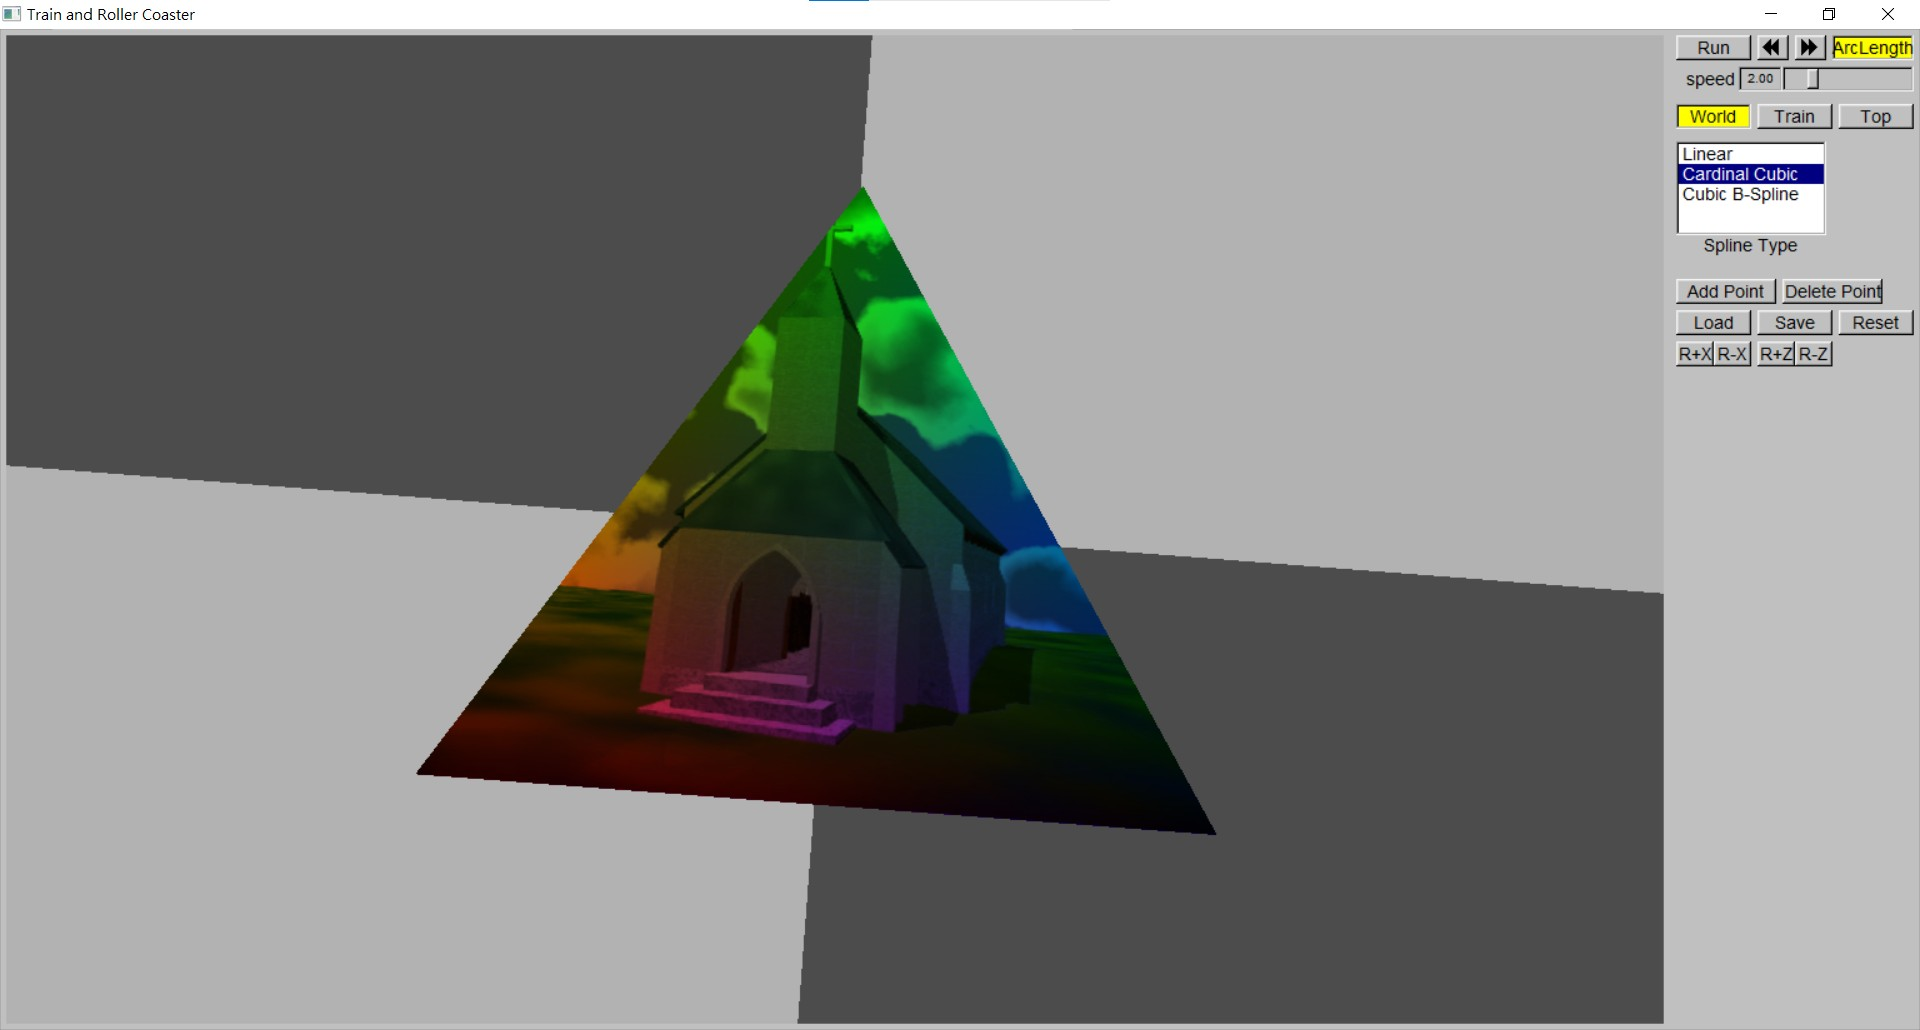 Train and Roller Coaster
Run ArcLength
speed 2.00
World Train Top
Linear
Cardinal Cubic
Cubic B-Spline
Spline Type
Add Point Delete Point
Load Save Reset
R+X R-X R+Z R-Z